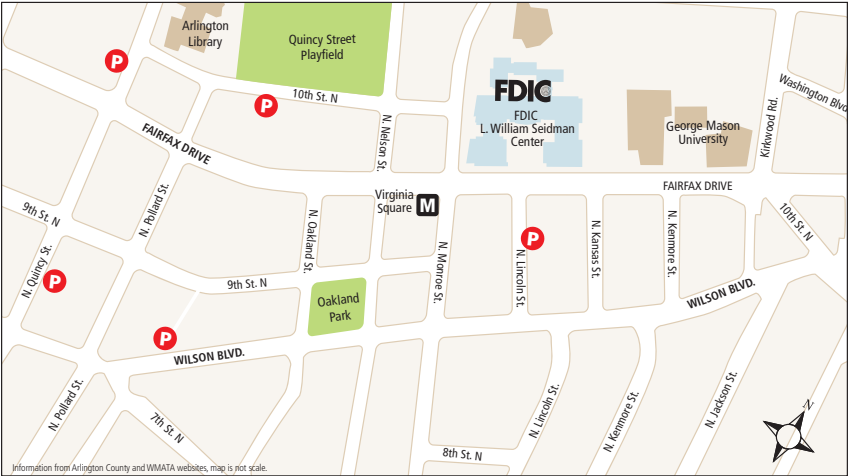 Arlington
Library
Quincy Street
Playfield
P
P
10th St. N
FDIC
FDIC
L. William Seidman
Center
George Mason
University
Kirkwood Rd.
Washington Blvd
FAIRFAX DRIVE
N. Nelson St.
Virginia
Square
M
FAIRFAX DRIVE
9th St. N
N. Pollard St.
N. Oakland St.
N. Monroe St.
N. Lincoln St.
P
N. Kansas St.
N. Kenmore St.
10th St. N
N. Quincy St.
P
9th St. N
Oakland
Park
WILSON BLVD.
P
WILSON BLVD.
N. Pollard St.
7th St. N
N. Lincoln St.
N. Kenmore St.
N. Jackson St.
N
8th St. N
Information from Arlington County and WMATA websites, map is not scale.